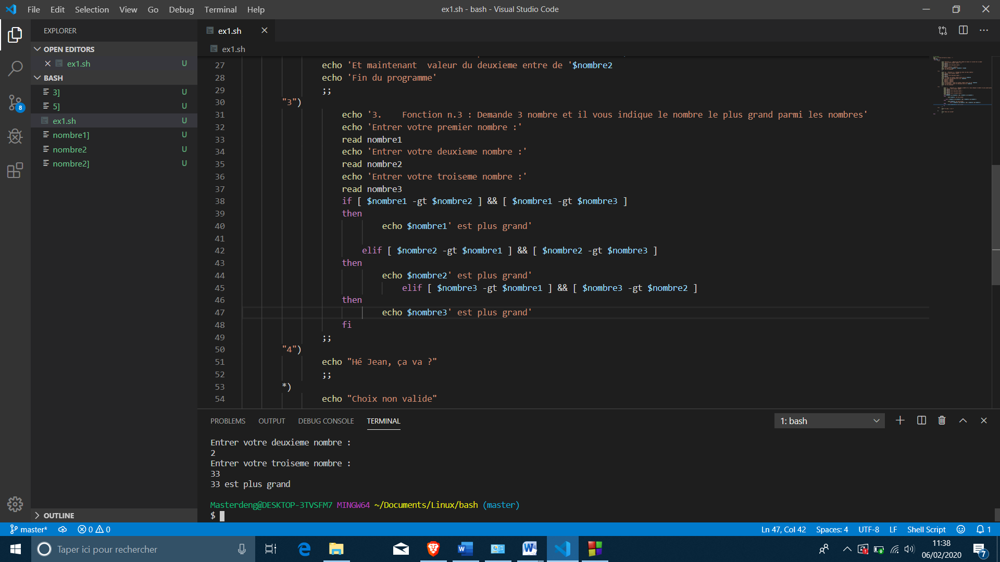 File Edit Selection View Go Debug Terminal Help
ex1.sh - bash - Visual Studio Code
EXPLORER
OPEN EDITORS
ex1.sh U
BASH
3] U
5] U
ex1.sh U
nombre1] U
nombre2 U
nombre2] U
OUTLINE
8
ex1.sh
ex1.sh
27 echo 'Et maintenant  valeur du deuxieme entre de '$nombre2
28 echo 'Fin du programme'
29 ;;
30 "3")
31 echo '3.    Fonction n.3 : Demande 3 nombre et il vous indique le nombre le plus grand parmi les nombres'
32 echo 'Entrer votre premier nombre :'
33 read nombre1
34 echo 'Entrer votre deuxieme nombre :'
35 read nombre2
36 echo 'Entrer votre troiseme nombre :'
37 read nombre3
38 if [ $nombre1 -gt $nombre2 ] && [ $nombre1 -gt $nombre3 ]
39 then
40 echo $nombre1' est plus grand'
41
42 elif [ $nombre2 -gt $nombre1 ] && [ $nombre2 -gt $nombre3 ]
43 then
44 echo $nombre2' est plus grand'
45 elif [ $nombre3 -gt $nombre1 ] && [ $nombre3 -gt $nombre2 ]
46 then
47 echo $nombre3' est plus grand'
48 fi
49 ;;
50 "4")
51 echo "Hé Jean, ça va ?"
52 ;;
53 *)
54 echo "Choix non valide"
PROBLEMS OUTPUT DEBUG CONSOLE TERMINAL
1: bash
Entrer votre deuxieme nombre :
2
Entrer votre troiseme nombre :
33
33 est plus grand
Masterdeng@DESKTOP-3TVSFM7 MINGW64 ~/Documents/Linux/bash (master)
$
master* 0 0 Ln 47, Col 42 Spaces: 4 UTF-8 LF Shell Script 1
Taper ici pour rechercher
11:38
06/02/2020
7